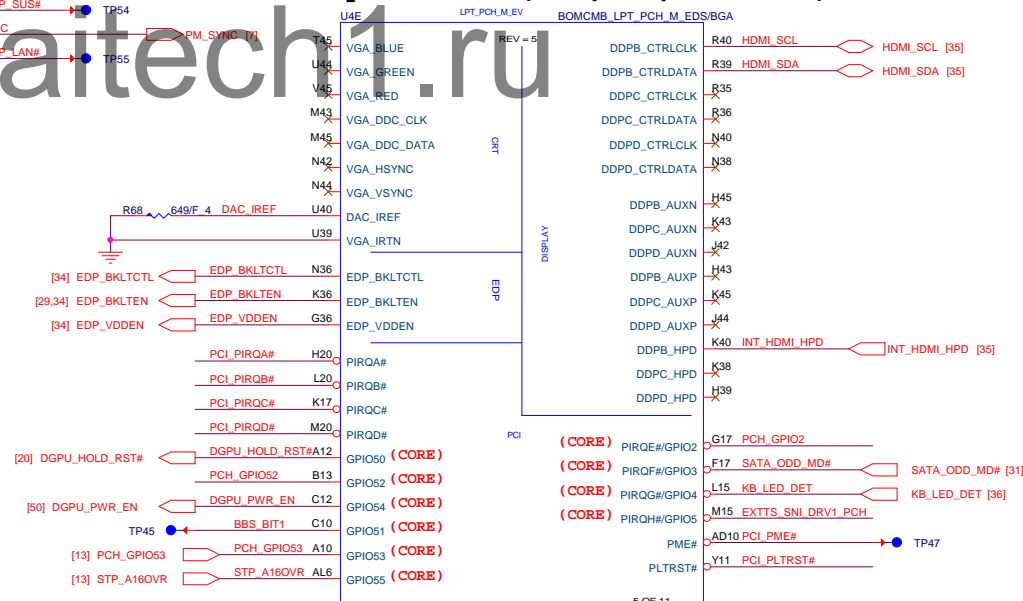 P_SUS#
TP54
C
PM_SYNC [7]
P_LAN#
TP55
aitech1.ru
U4E
LPT_PCH_M_EV
BOMCMB_LPT_PCH_M_EDS/BGA
REV = 5
T45 VGA_BLUE
U44 VGA_GREEN
V45 VGA_RED
M43 VGA_DDC_CLK
M45 VGA_DDC_DATA
N42 VGA_HSYNC
N44 VGA_VSYNC
R68 649/F_4 DAC_IREF U40 DAC_IREF
U39 VGA_IRTN
[34] EDP_BKLTCTL EDP_BKLTCTL N36 EDP_BKLTCTL
[29,34] EDP_BKLTEN EDP_BKLTEN K36 EDP_BKLTEN
[34] EDP_VDDEN EDP_VDDEN G36 EDP_VDDEN
PCI_PIRQA# H20 PIRQA#
PCI_PIRQB# L20 PIRQB#
PCI_PIRQC# K17 PIRQC#
PCI_PIRQD# M20 PIRQD#
[20] DGPU_HOLD_RST# DGPU_HOLD_RST# A12 GPIO50 (CORE)
PCH_GPIO52 B13 GPIO52 (CORE)
[50] DGPU_PWR_EN DGPU_PWR_EN C12 GPIO54 (CORE)
TP45 BBS_BIT1 C10 GPIO51 (CORE)
[13] PCH_GPIO53 PCH_GPIO53 A10 GPIO53 (CORE)
[13] STP_A16OVR STP_A16OVR AL6 GPIO55 (CORE)
CRT
EDP
DISPLAY
PCI
DDPB_CTRLCLK R40 HDMI_SCL HDMI_SCL [35]
DDPB_CTRLDATA R39 HDMI_SDA HDMI_SDA [35]
DDPC_CTRLCLK R35
DDPC_CTRLDATA R36
DDPD_CTRLCLK N40
DDPD_CTRLDATA N38
DDPB_AUXN H45
DDPC_AUXN K43
DDPD_AUXN J42
DDPB_AUXP H43
DDPC_AUXP K45
DDPD_AUXP J44
DDPB_HPD K40 INT_HDMI_HPD INT_HDMI_HPD [35]
DDPC_HPD K38
DDPD_HPD H39
(CORE) PIRQE#/GPIO2 G17 PCH_GPIO2
(CORE) PIRQF#/GPIO3 F17 SATA_ODD_MD# SATA_ODD_MD# [31]
(CORE) PIRQG#/GPIO4 L15 KB_LED_DET KB_LED_DET [36]
(CORE) PIRQH#/GPIO5 M15 EXTTS_SNI_DRV1_PCH
PME# AD10 PCI_PME# TP47
PLTRST# Y11 PCI_PLTRST#
5 OF 11